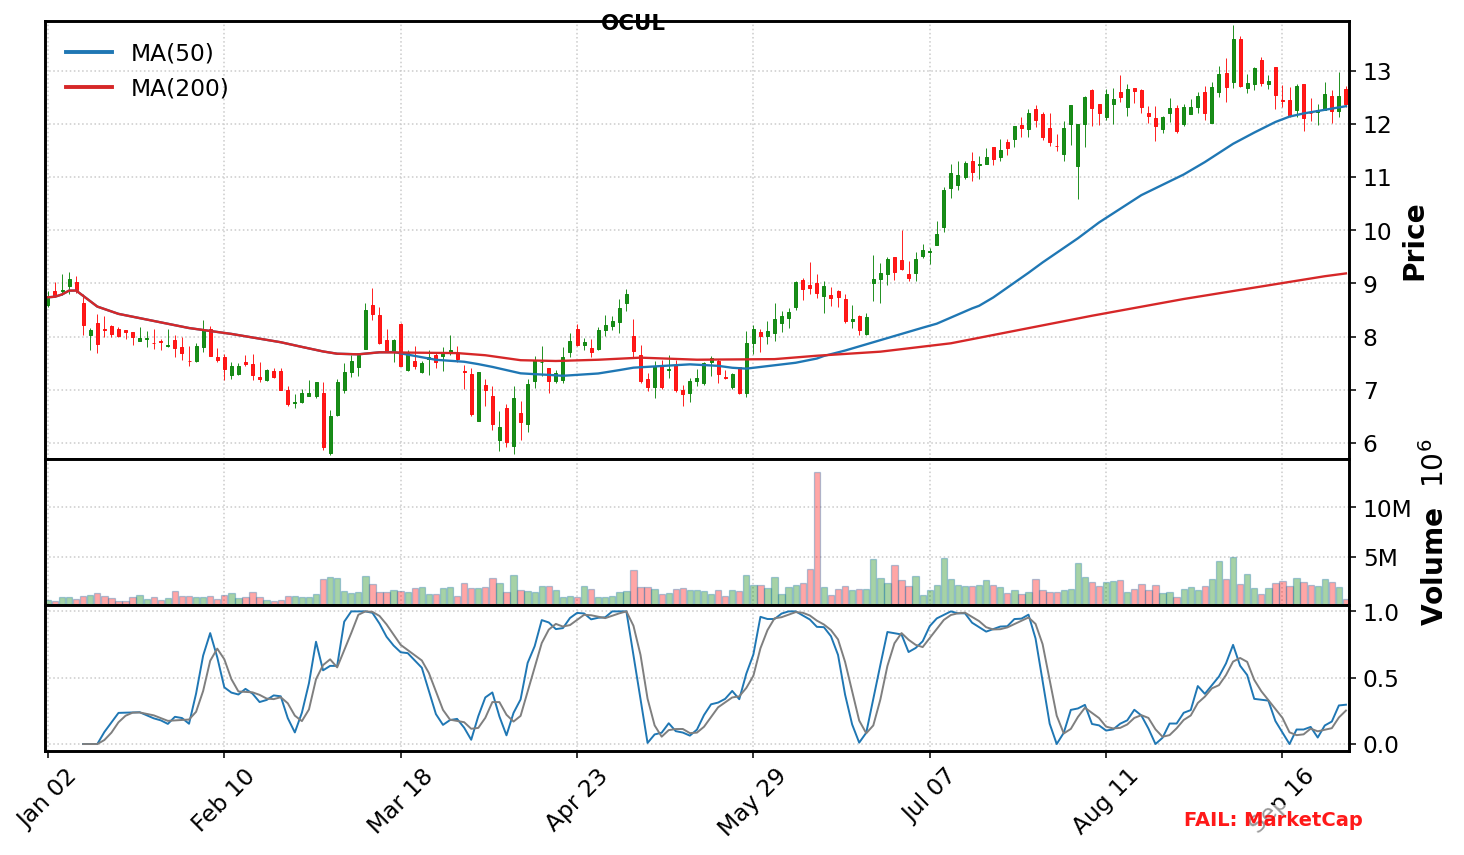 OCUL
MA(50)
MA(200)
13
12
11
10
9
8
7
6
Price
10M
5M
Volume 10⁶
1.0
0.5
0.0
Jan 02
Feb 10
Mar 18
Apr 23
May 29
Jul 07
Aug 11
Sep 16
FAIL: MarketCap